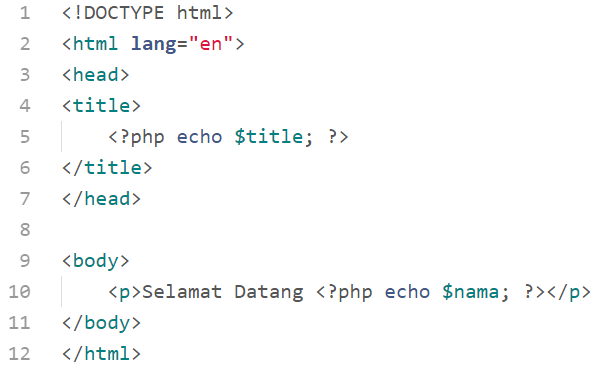 1 <!DOCTYPE html>
2 <html lang="en">
3 <head>
4 <title>
5     <?php echo $title; ?>
6 </title>
7 </head>
8
9 <body>
10     <p>Selamat Datang <?php echo $nama; ?></p>
11 </body>
12 </html>